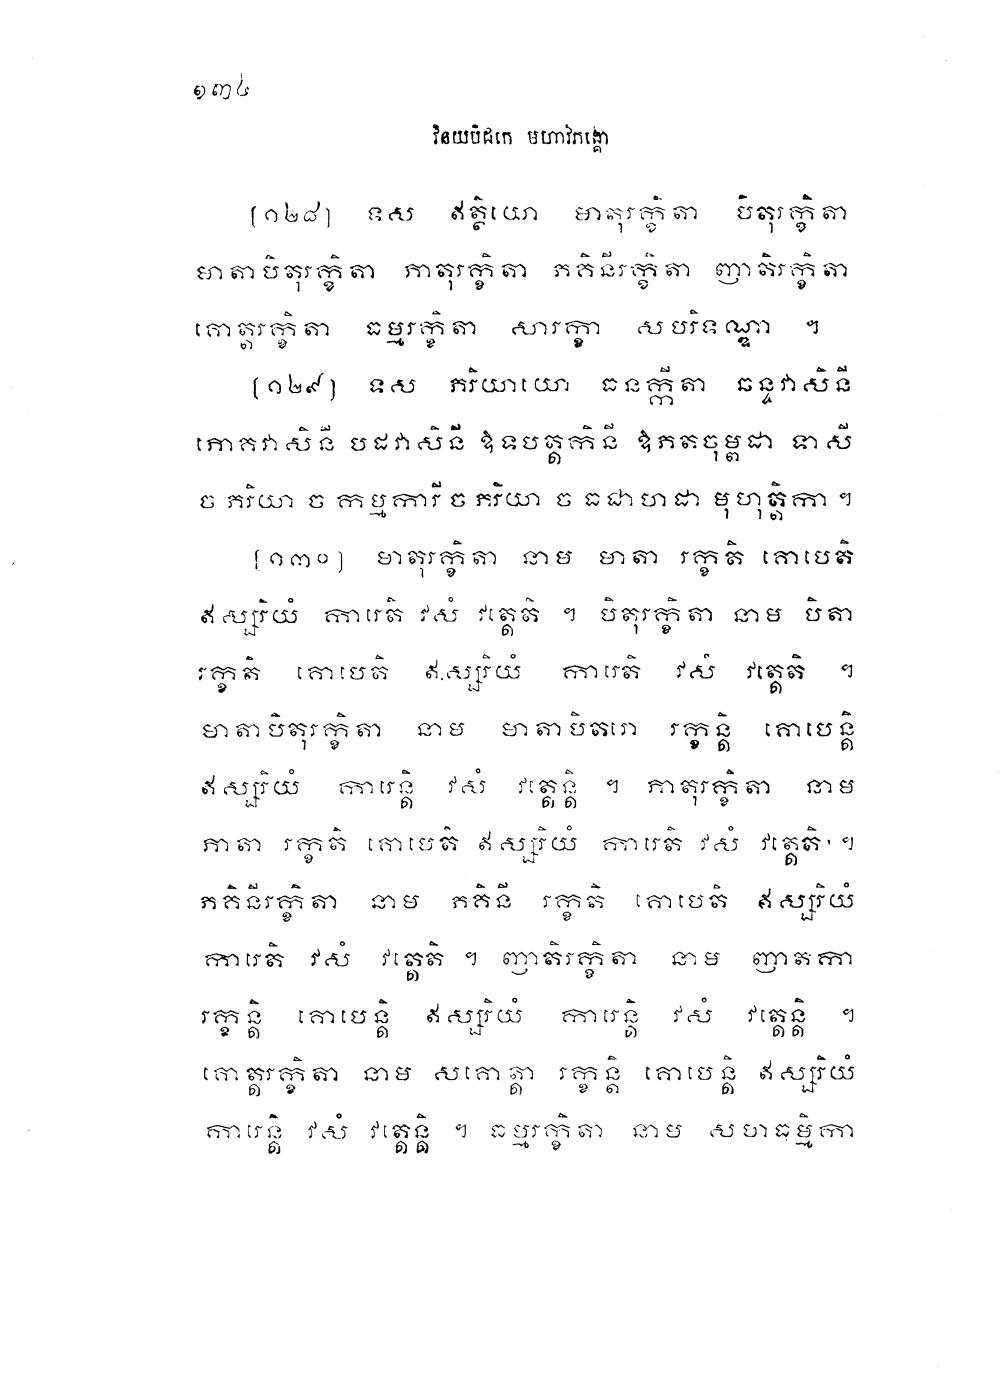 ១៣៤
វិនយបិដកេ មហាវិភង្គោ
[១២៨] ទស ឥត្ថិយោ មាតុរក្ខិតា បិតុរក្ខិតា
មាតាបិតុរក្ខិតា ភាតុរក្ខិតា ភគិនីរក្ខិតា ញាតិរក្ខិតា
គោត្តរក្ខិតា ធម្មរក្ខិតា សារក្ខា សបរិទណ្ឌា ។
[១២៩] ទស ភរិយាយោ ធនក្កីតា ឆន្ទវាសិនី
ភោគវាសិនី បដវាសិនី ឱទបត្តកិនី ឱភតចុម្ពដា ទាសី
ច ភរិយា ច កម្មការី ច ភរិយា ច ធជាហដា មុហុត្តិកា ។
[១៣០] មាតុរក្ខិតា នាម មាតា រក្ខតិ គោបេតិ
ឥស្សរិយំ ការេតិ វសំ វត្តេតិ ។ បិតុរក្ខិតា នាម បិតា
រក្ខតិ គោបេតិ ឥស្សរិយំ ការេតិ វសំ វត្តេតិ ។
មាតាបិតុរក្ខិតា នាម មាតាបិតរោ រក្ខន្តិ គោបេន្តិ
ឥស្សរិយំ ការេន្តិ វសំ វត្តេន្តិ ។ ភាតុរក្ខិតា នាម
ភាតា រក្ខតិ គោបេតិ ឥស្សរិយំ ការេតិ វសំ វត្តេតិ ។
ភគិនីរក្ខិតា នាម ភគិនី រក្ខតិ គោបេតិ ឥស្សរិយំ
ការេតិ វសំ វត្តេតិ ។ ញាតិរក្ខិតា នាម ញាតកា
រក្ខន្តិ គោបេន្តិ ឥស្សរិយំ ការេន្តិ វសំ វត្តេន្តិ ។
គោត្តរក្ខិតា នាម សគោត្តា រក្ខន្តិ គោបេន្តិ ឥស្សរិយំ
ការេន្តិ វសំ វត្តេន្តិ ។ ធម្មរក្ខិតា នាម សហធម្មិកា